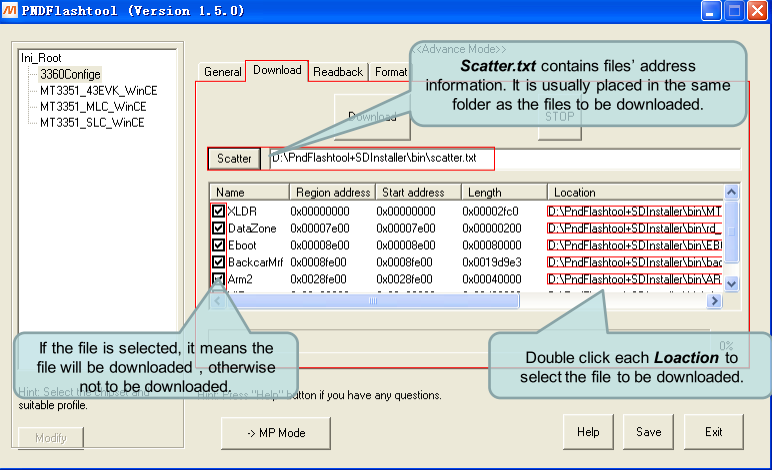 PNDFlashtool (Version 1.5.0)
Ini_Root
3360Confige
MT3351_43EVK_WinCE
MT3351_MLC_WinCE
MT3351_SLC_WinCE
<<Advance Mode>>
General Download Readback Format
Scatter.txt contains files' address
information. It is usually placed in the same
folder as the files to be downloaded.
Download STOP
Scatter D:\PndFlashtool+SDInstaller\bin\scatter.txt
Name Region address Start address Length Location
XLDR 0x00000000 0x00000000 0x00002fc0 D:\PndFlashtool+SDInstaller\bin\MT
DataZone 0x00007e00 0x00007e00 0x00000200 D:\PndFlashtool+SDInstaller\bin\rd_
Eboot 0x00008e00 0x00008e00 0x00080000 D:\PndFlashtool+SDInstaller\bin\EB
BackcarMrf 0x0008fe00 0x0008fe00 0x0019d9e3 D:\PndFlashtool+SDInstaller\bin\bac
Arm2 0x0028fe00 0x0028fe00 0x00040000 D:\PndFlashtool+SDInstaller\bin\AR
0%
If the file is selected, it means the
file will be downloaded , otherwise
not to be downloaded.
Double click each Loaction to
select the file to be downloaded.
Hint: Select the chipset and
suitable profile.
Hint: Press "Help" button if you have any questions.
Modify
-> MP Mode
Help Save Exit